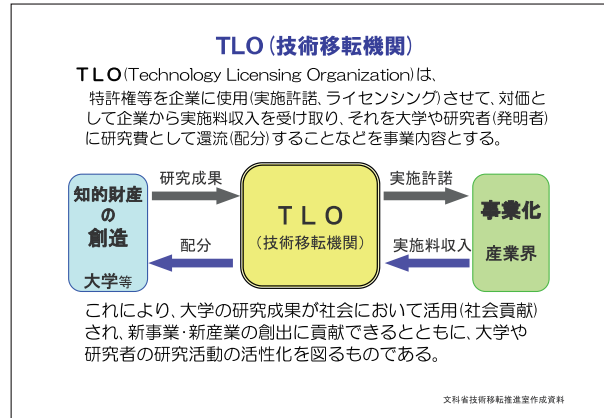 TLO(技術移転機関)
TLO(Technology Licensing Organization)は、
特許権等を企業に使用(実施許諾、ライセンシング)させて、対価と
して企業から実施料収入を受け取り、それを大学や研究者(発明者)
に研究費として還流(配分)することなどを事業内容とする。
研究成果
実施許諾
知的財産
の
創造
大学等
TLO
(技術移転機関)
事業化
産業界
配分
実施料収入
これにより、大学の研究成果が社会において活用(社会貢献)
され、新事業・新産業の創出に貢献できるとともに、大学や
研究者の研究活動の活性化を図るものである。
文科省技術移転推進室作成資料